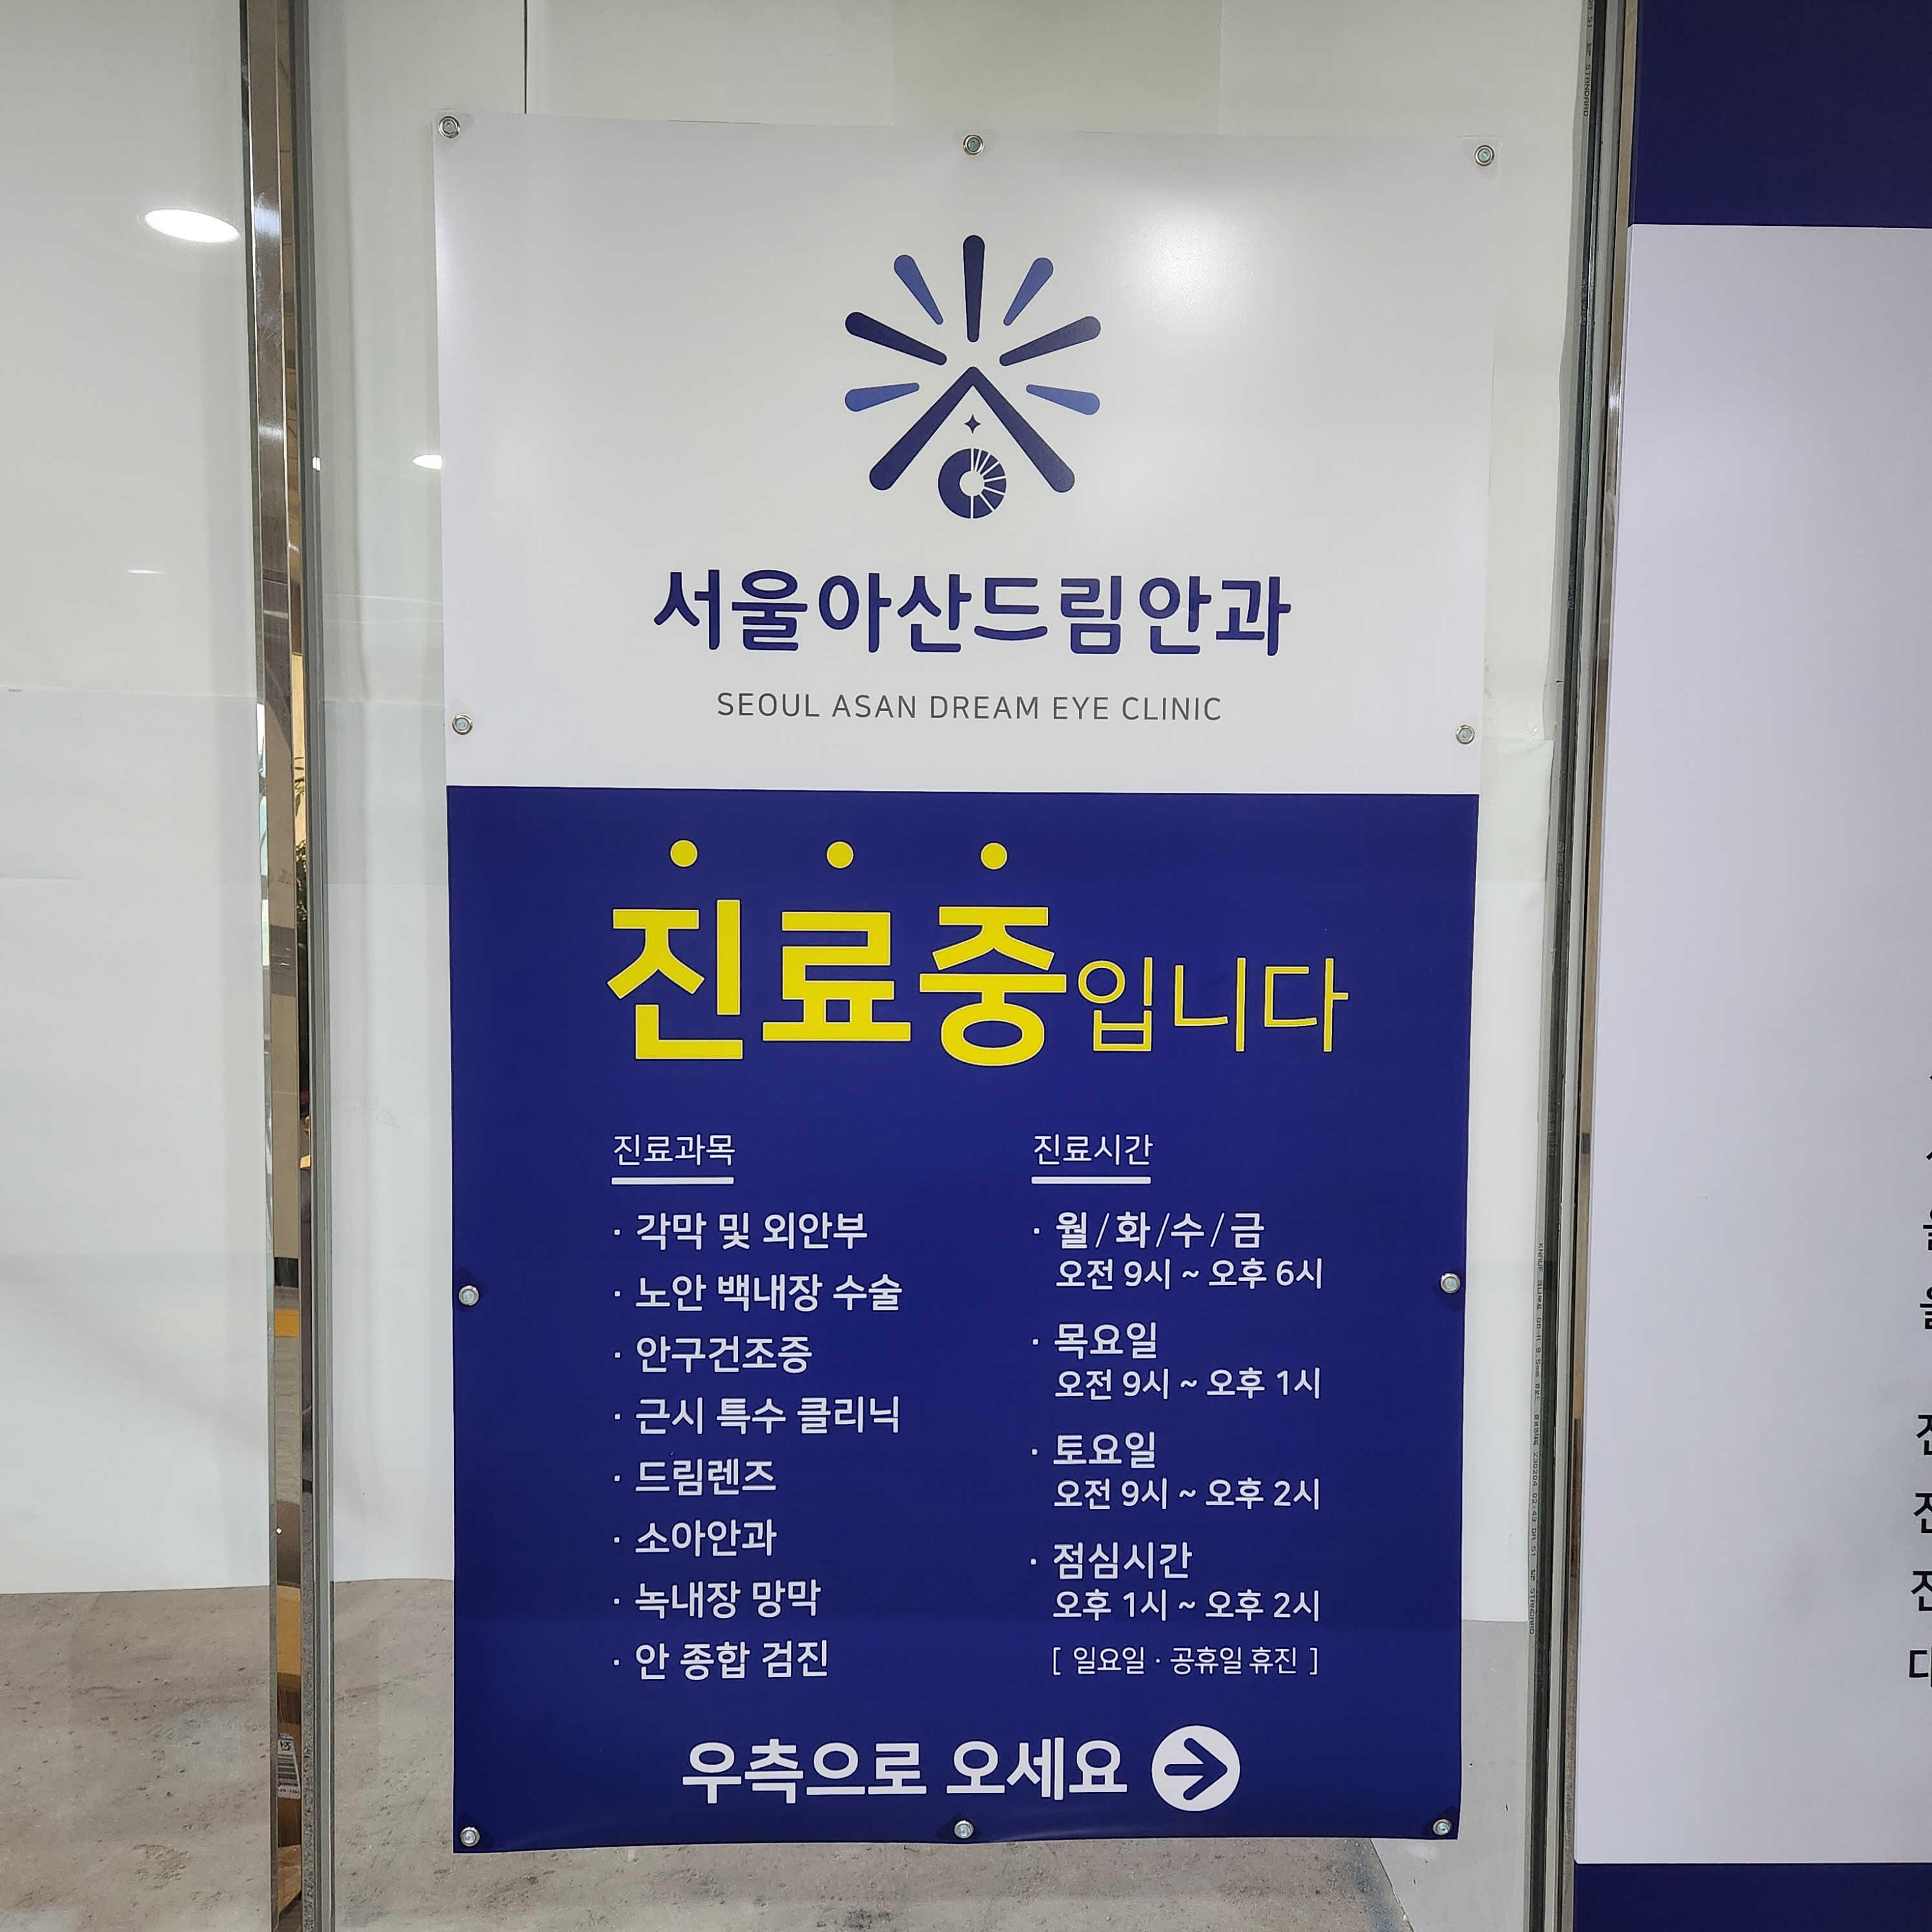 서울아산드림안과
SEOUL ASAN DREAM EYE CLINIC
진료중입니다
진료과목
· 각막 및 외안부
· 노안 백내장 수술
· 안구건조증
· 근시 특수 클리닉
· 드림렌즈
· 소아안과
· 녹내장 망막
· 안 종합 검진
진료시간
· 월/화/수/금
오전 9시 ~ 오후 6시
· 목요일
오전 9시 ~ 오후 1시
· 토요일
오전 9시 ~ 오후 2시
· 점심시간
오후 1시 ~ 오후 2시
[ 일요일 · 공휴일 휴진 ]
우측으로 오세요